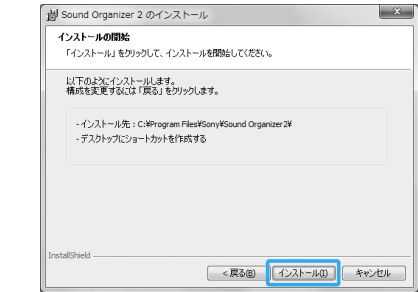 Sound Organizer 2 のインストール
インストールの開始
「インストール」をクリックして、インストールを開始してください。
以下のようにインストールします。
構成を変更するには「戻る」をクリックします。
- インストール先 : C:¥Program Files¥Sony¥Sound Organizer2¥
- デスクトップにショートカットを作成する
InstallShield
< 戻る(B) インストール(I) キャンセル